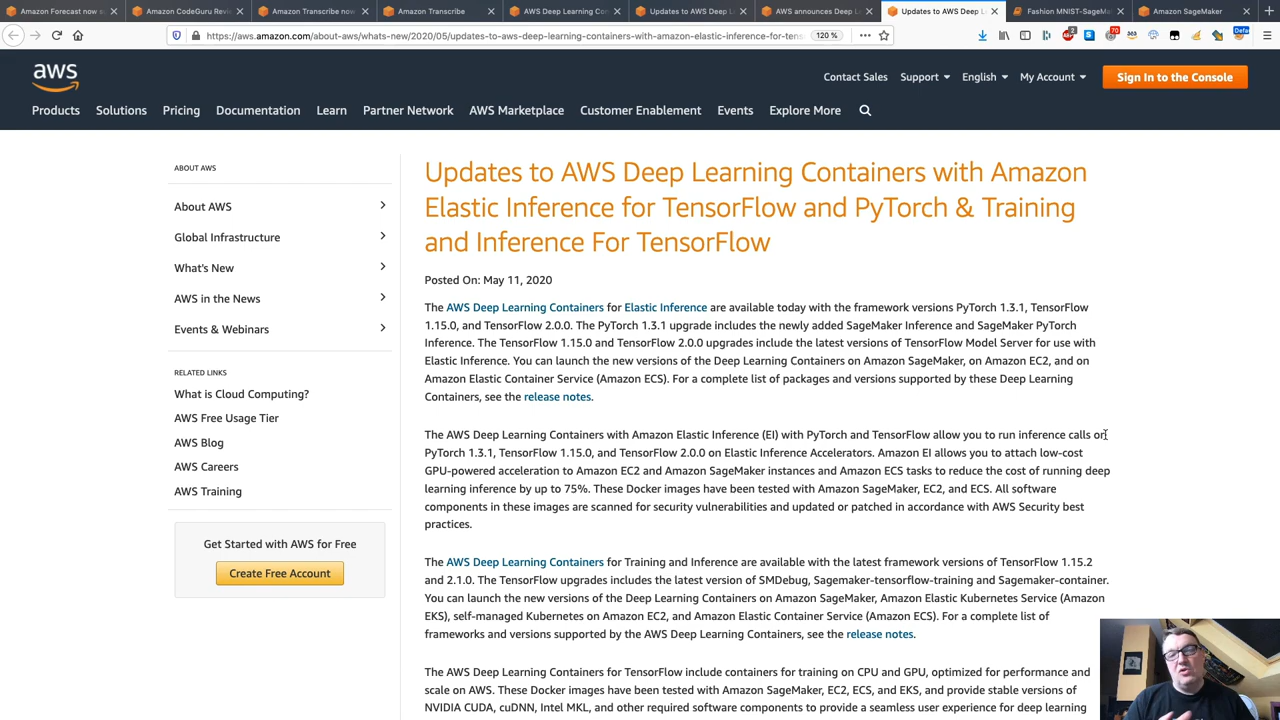 Amazon Forecast now s
Amazon CodeGuru Revie
Amazon Transcribe now
Amazon Transcribe
AWS Deep Learning Con
Updates to AWS Deep L
AWS announces Deep L
Updates to AWS Deep L
Fashion MNIST-SageMa
Amazon SageMaker
https://aws.amazon.com/about-aws/whats-new/2020/05/updates-to-aws-deep-learning-containers-with-amazon-elastic-inference-for-tens
120 %
2
70
Defa
aws
Contact Sales
Support
English
My Account
Sign In to the Console
Products
Solutions
Pricing
Documentation
Learn
Partner Network
AWS Marketplace
Customer Enablement
Events
Explore More
ABOUT AWS
About AWS
Global Infrastructure
What's New
AWS in the News
Events & Webinars
RELATED LINKS
What is Cloud Computing?
AWS Free Usage Tier
AWS Blog
AWS Careers
AWS Training
Get Started with AWS for Free
Create Free Account
Updates to AWS Deep Learning Containers with Amazon
Elastic Inference for TensorFlow and PyTorch & Training
and Inference For TensorFlow
Posted On: May 11, 2020
The AWS Deep Learning Containers for Elastic Inference are available today with the framework versions PyTorch 1.3.1, TensorFlow
1.15.0, and TensorFlow 2.0.0. The PyTorch 1.3.1 upgrade includes the newly added SageMaker Inference and SageMaker PyTorch
Inference. The TensorFlow 1.15.0 and TensorFlow 2.0.0 upgrades include the latest versions of TensorFlow Model Server for use with
Elastic Inference. You can launch the new versions of the Deep Learning Containers on Amazon SageMaker, on Amazon EC2, and on
Amazon Elastic Container Service (Amazon ECS). For a complete list of packages and versions supported by these Deep Learning
Containers, see the release notes.
The AWS Deep Learning Containers with Amazon Elastic Inference (EI) with PyTorch and TensorFlow allow you to run inference calls on
PyTorch 1.3.1, TensorFlow 1.15.0, and TensorFlow 2.0.0 on Elastic Inference Accelerators. Amazon EI allows you to attach low-cost
GPU-powered acceleration to Amazon EC2 and Amazon SageMaker instances and Amazon ECS tasks to reduce the cost of running deep
learning inference by up to 75%. These Docker images have been tested with Amazon SageMaker, EC2, and ECS. All software
components in these images are scanned for security vulnerabilities and updated or patched in accordance with AWS Security best
practices.
The AWS Deep Learning Containers for Training and Inference are available with the latest framework versions of TensorFlow 1.15.2
and 2.1.0. The TensorFlow upgrades includes the latest version of SMDebug, Sagemaker-tensorflow-training and Sagemaker-container.
You can launch the new versions of the Deep Learning Containers on Amazon SageMaker, Amazon Elastic Kubernetes Service (Amazon
EKS), self-managed Kubernetes on Amazon EC2, and Amazon Elastic Container Service (Amazon ECS). For a complete list of
frameworks and versions supported by the AWS Deep Learning Containers, see the release notes.
The AWS Deep Learning Containers for TensorFlow include containers for training on CPU and GPU, optimized for performance and
scale on AWS. These Docker images have been tested with Amazon SageMaker, EC2, ECS, and EKS, and provide stable versions of
NVIDIA CUDA, cuDNN, Intel MKL, and other required software components to provide a seamless user experience for deep learning